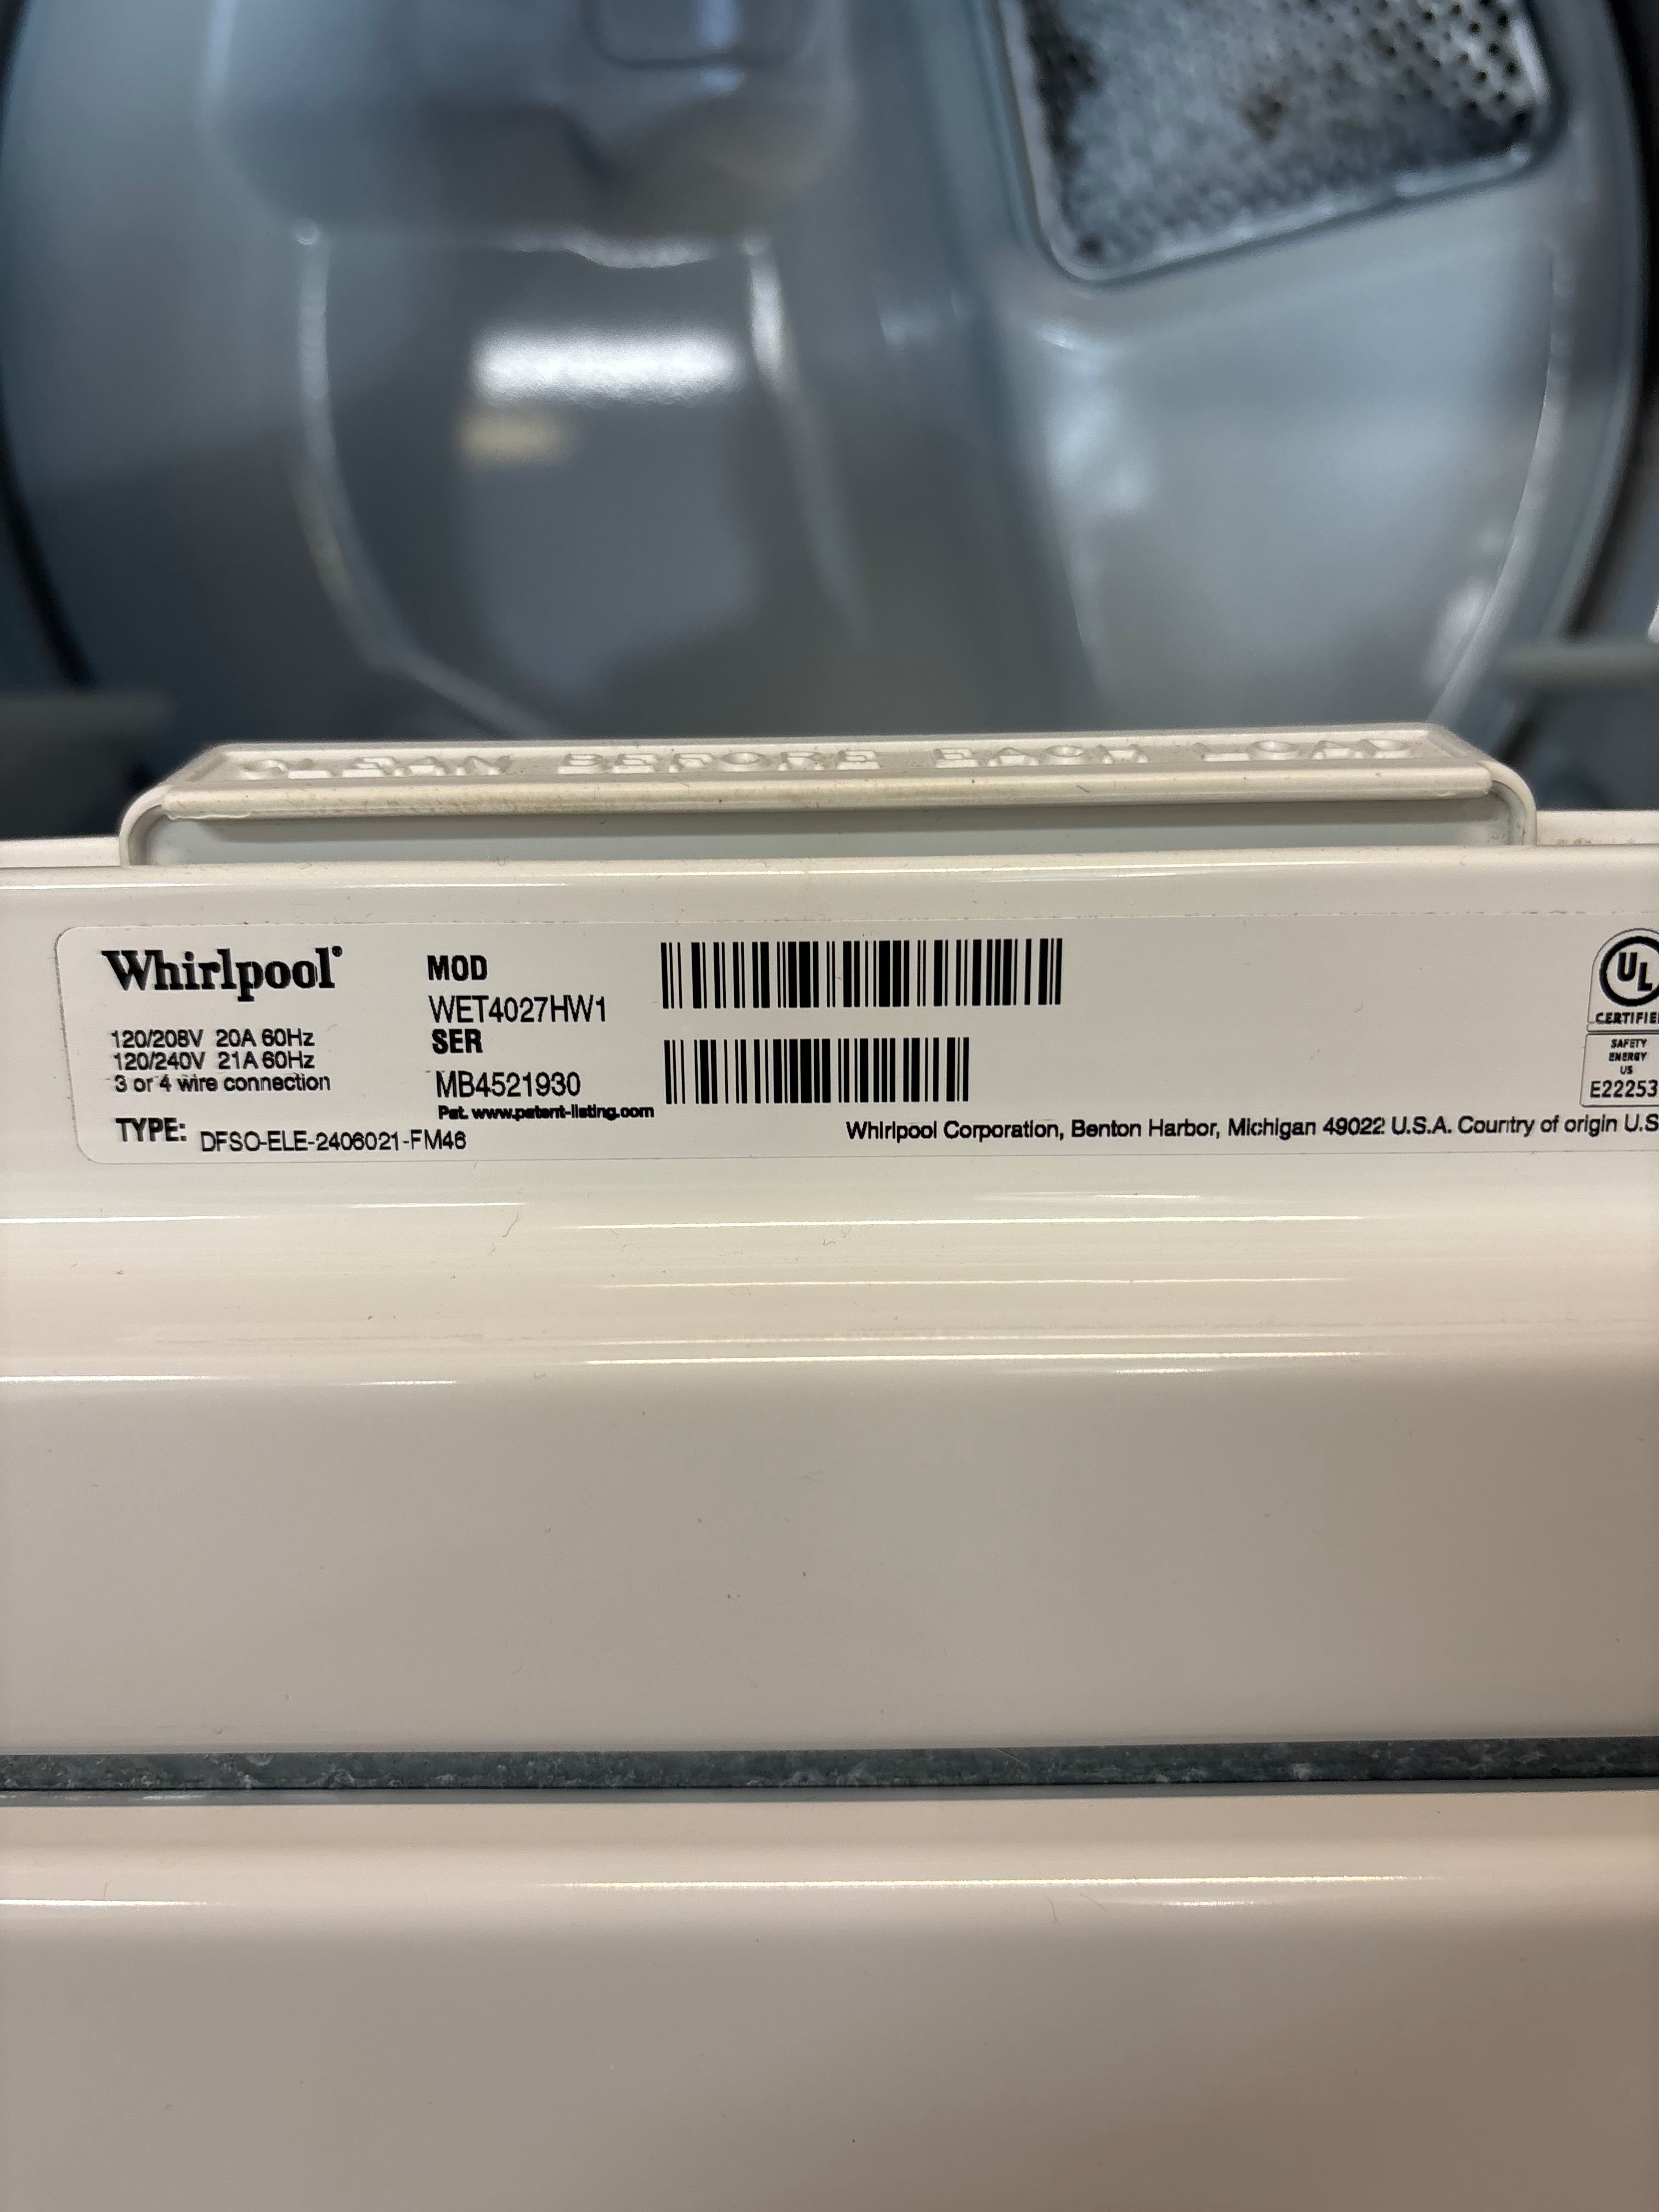 CLEAN BEFORE EACH LOAD
Whirlpool®
120/208V 20A 60Hz
120/240V 21A 60Hz
3 or 4 wire connection
TYPE: DFSO-ELE-2406021-FM46
MOD
WET4027HW1
SER
MB4521930
Pat. www.patent-listing.com
Whirlpool Corporation, Benton Harbor, Michigan 49022 U.S.A. Country of origin U.S
UL
CERTIFIE
SAFETY
ENERGY
US
E22253